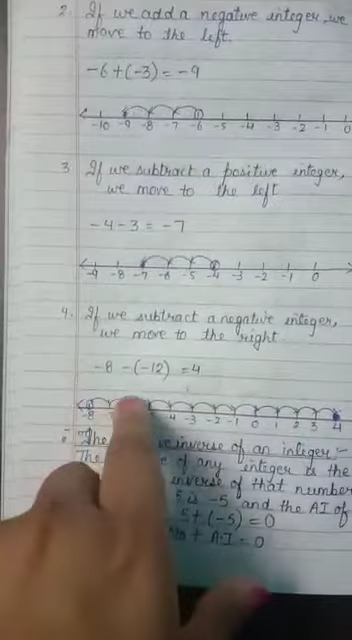 2. If we add a negative integer, we
move to the left.
-6+(-3)=-9
-10 -9 -8 -7 -6 -5 -4 -3 -2 -1 0
3 If we subtract a positive integer,
we move to the left
-4-3=-7
-9 -8 -7 -6 -5 -4 -3 -2 -1 0
4. If we subtract a negative integer,
we move to the right
-8-(-12)=4
-8 -4 -3 -2 -1 0 1 2 3 4
The inverse of an integer:-
The of any integer is the
inverse of that number
5 is -5 and the AI of
5+(-5)=0
No + A.I=0